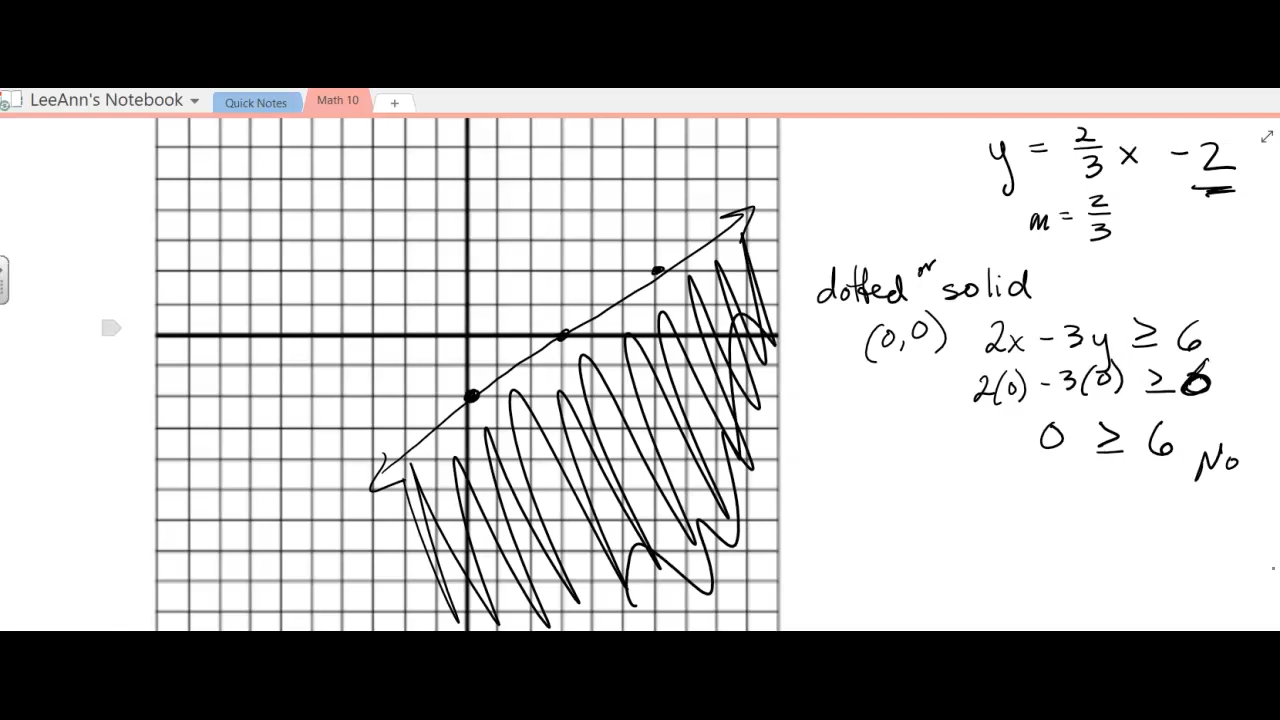 LeeAnn's Notebook
Quick Notes
Math 10
+
y = 2/3 x - 2
m = 2/3
dotted or solid
(0,0) 2x - 3y ≥ 6
2(0) - 3(0) ≥ 6
0 ≥ 6 No